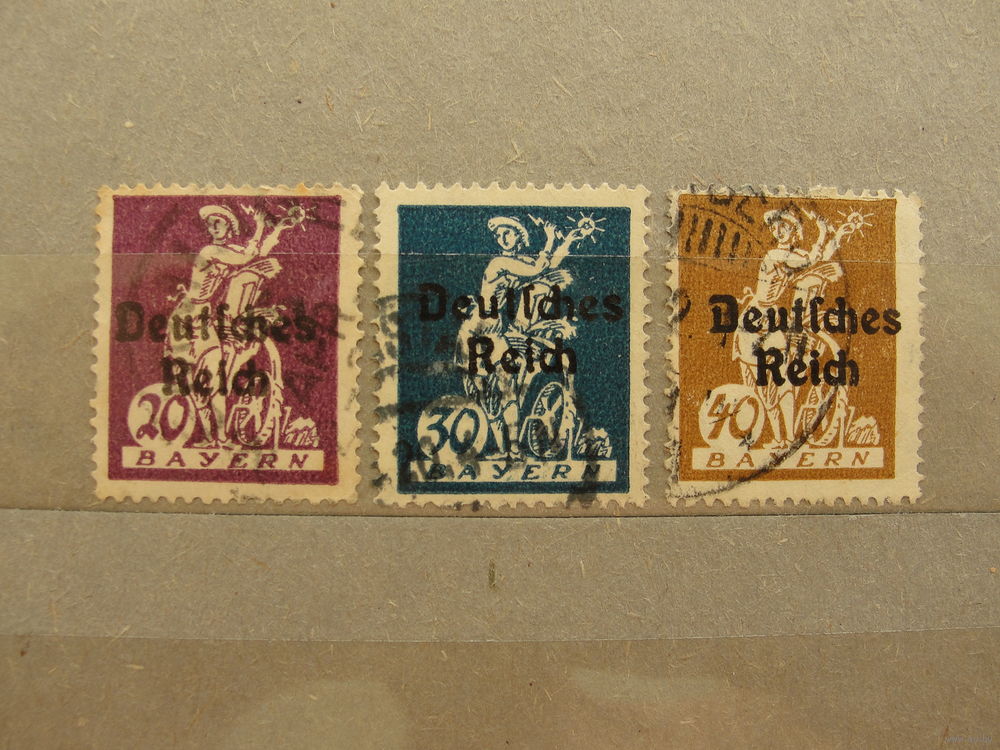 Deutſches
Reich
20
BAYERN
Deutſches
Reich
30
BAYERN
Deutſches
Reich
40
BAYERN